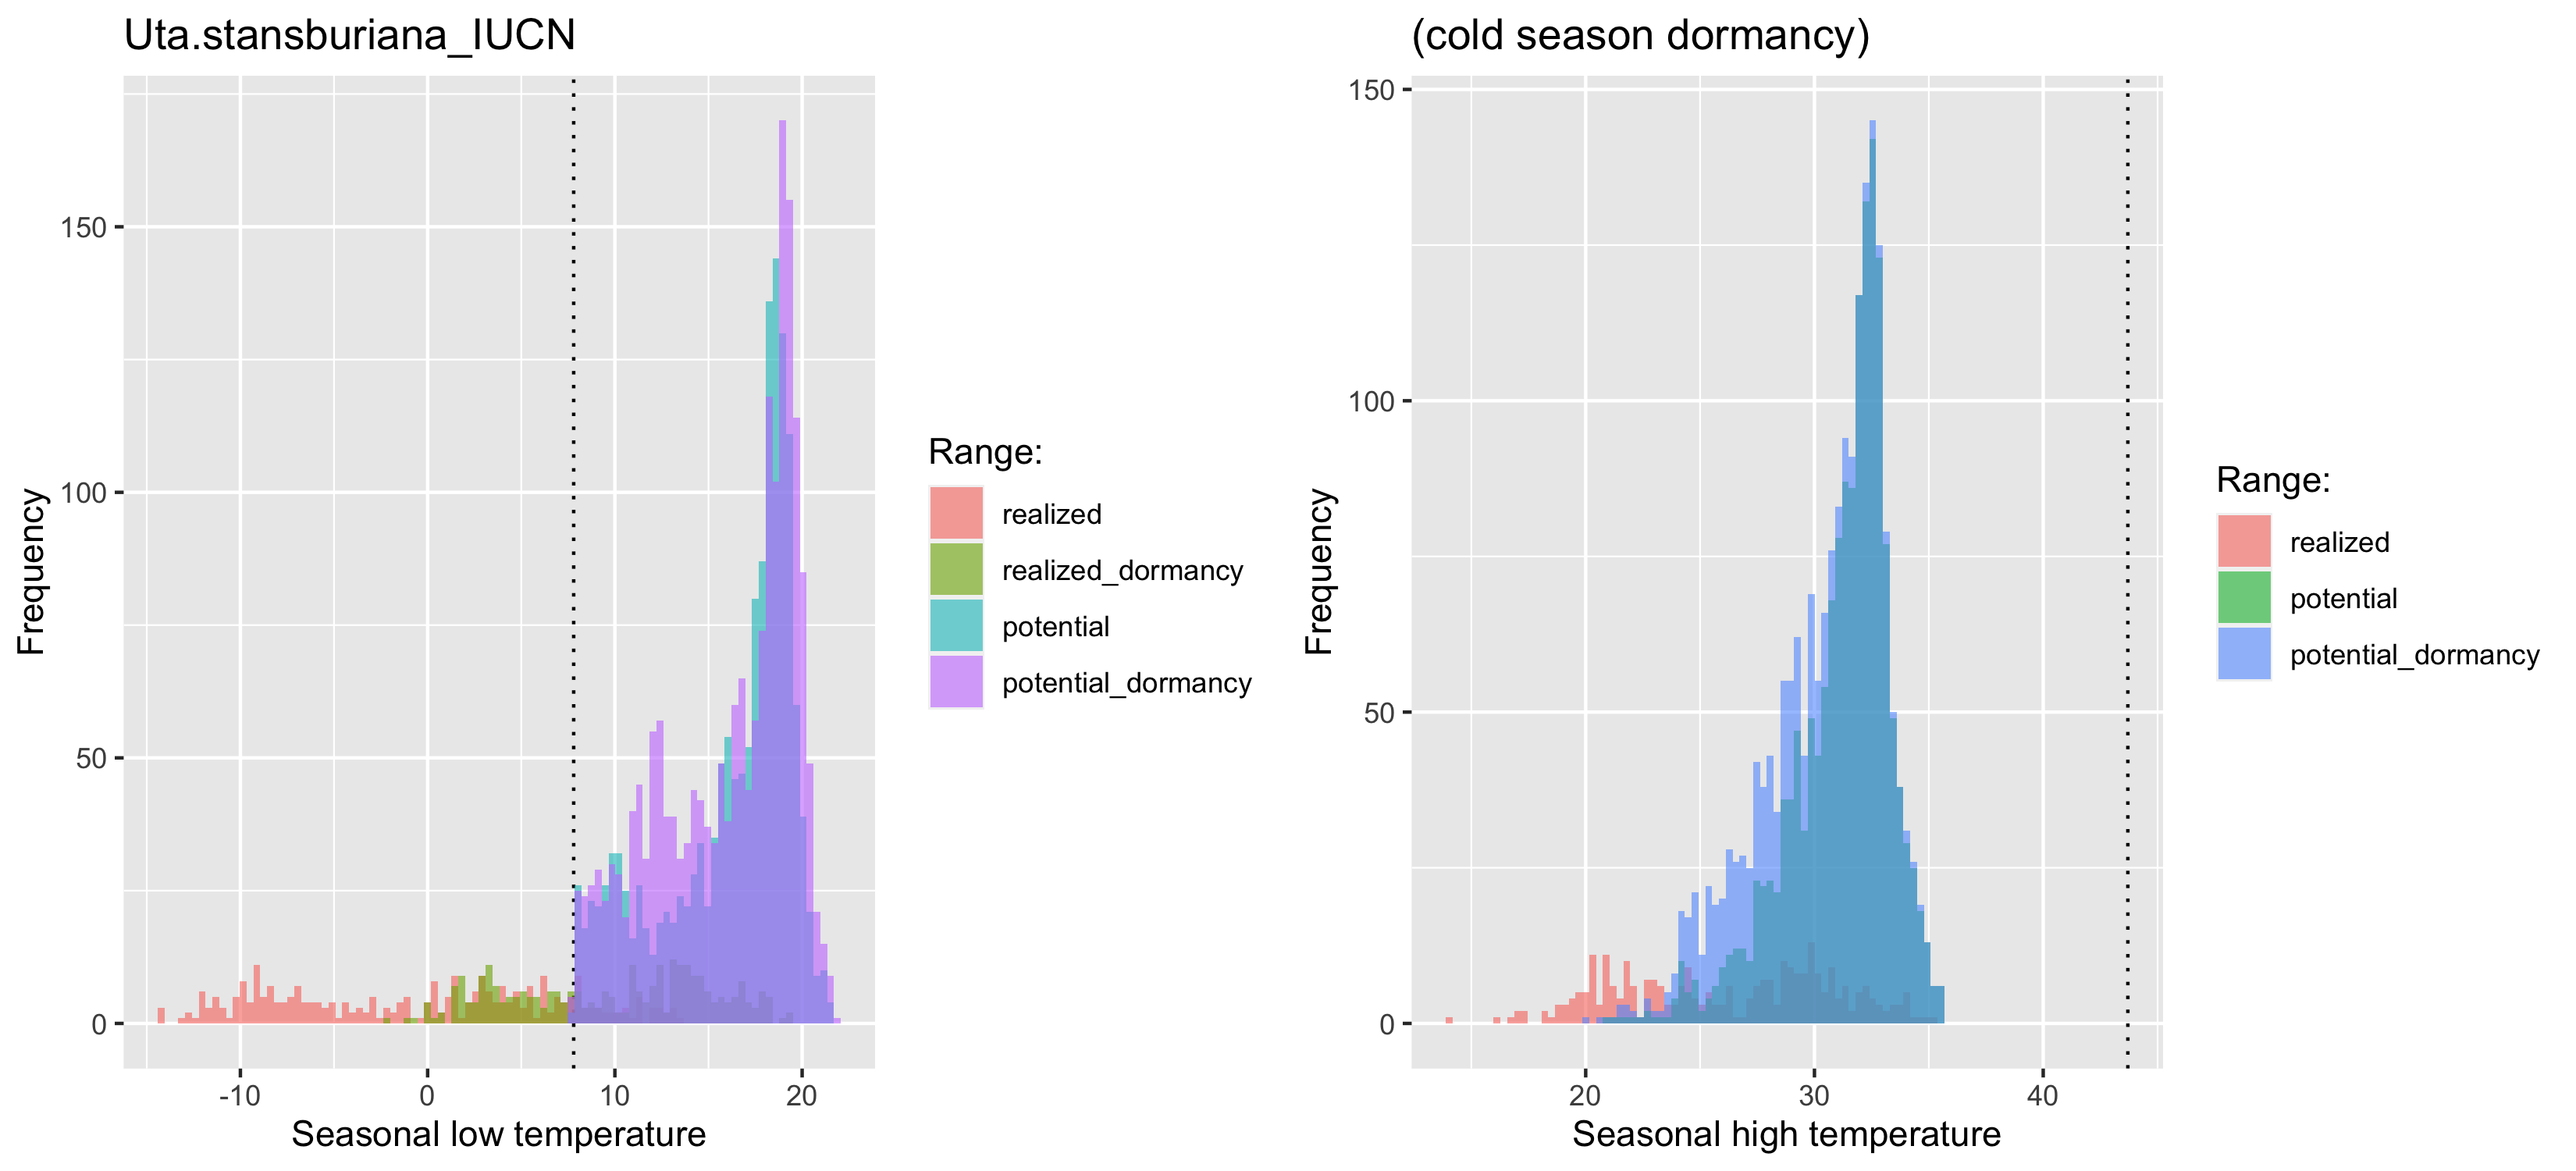 Uta.stansburiana_IUCN
150
100
50
0
-10 0 10 20
Frequency
Seasonal low temperature
Range:
realized
realized_dormancy
potential
potential_dormancy
(cold season dormancy)
150
100
50
0
20 30 40
Frequency
Seasonal high temperature
Range:
realized
potential
potential_dormancy